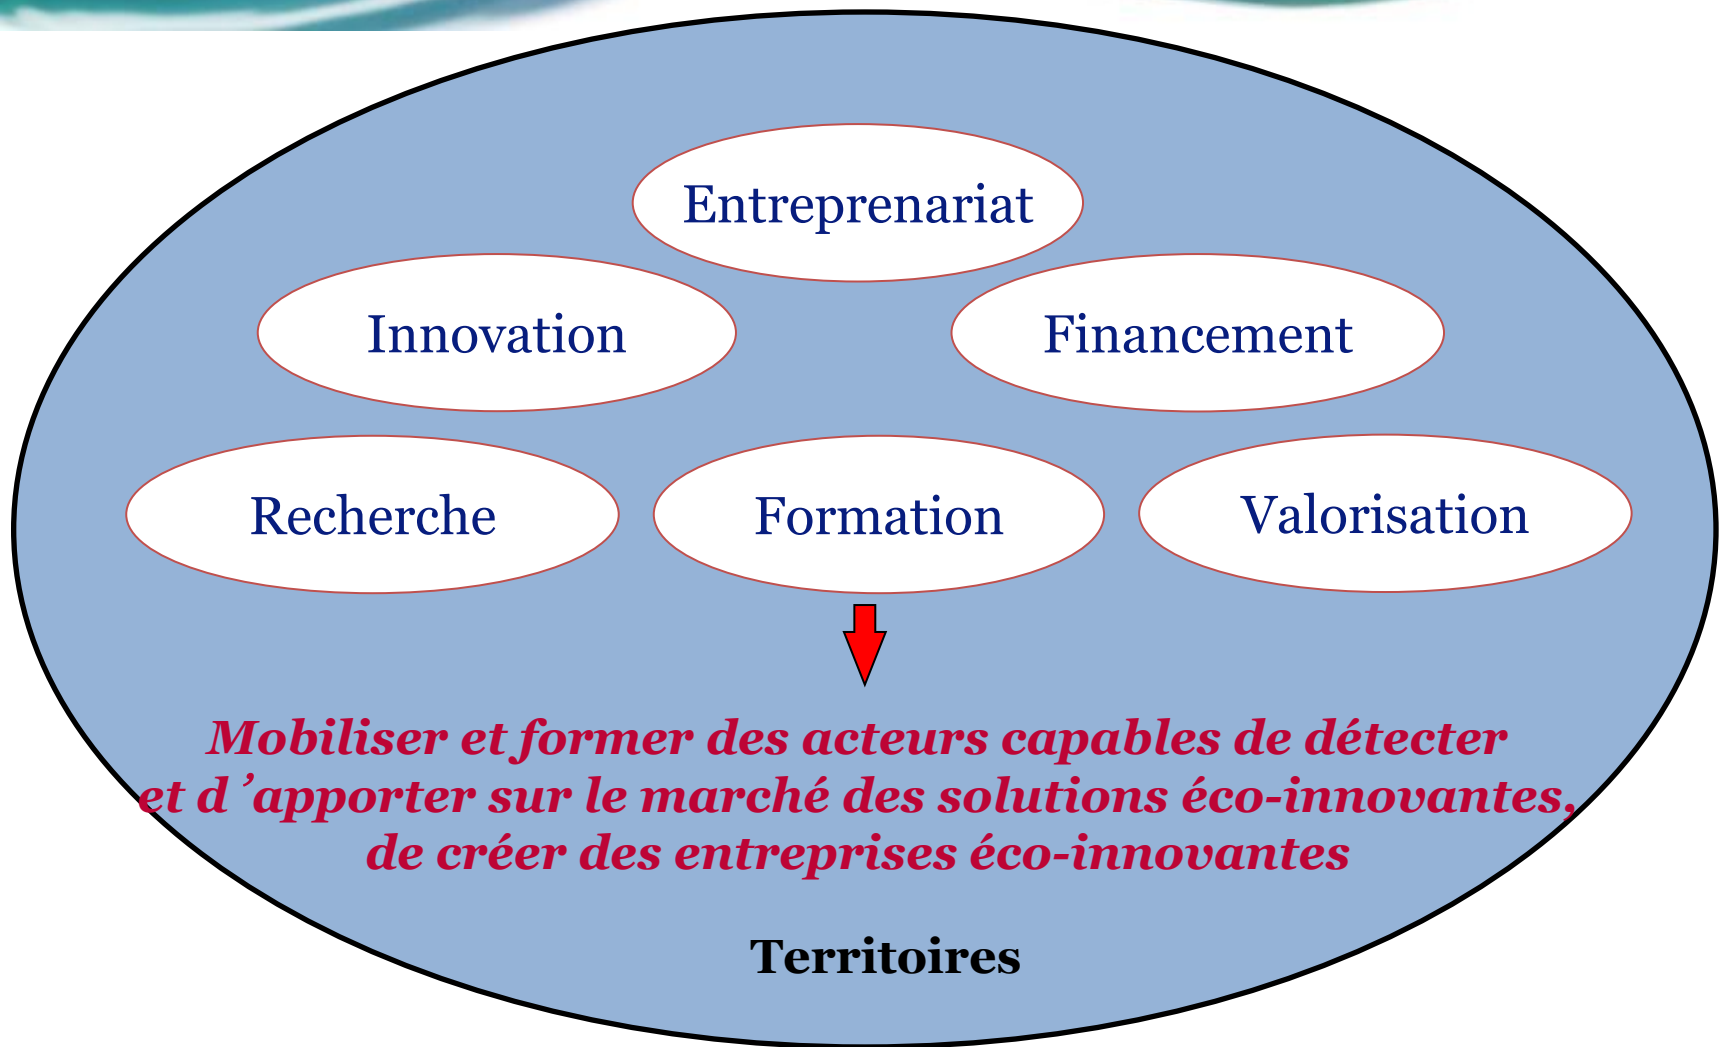 Entreprenariat
Innovation
Financement
Recherche
Formation
Valorisation
Mobiliser et former des acteurs capables de détecter
et d ’apporter sur le marché des solutions éco-innovantes,
de créer des entreprises éco-innovantes
Territoires